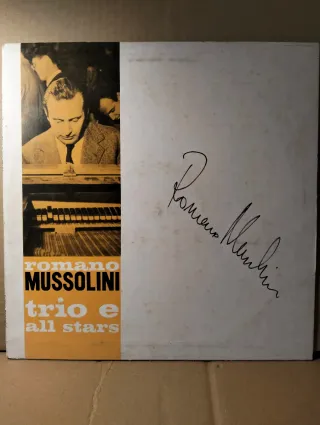 romano
MUSSOLINI
trio e
all stars
Romano Mussolini